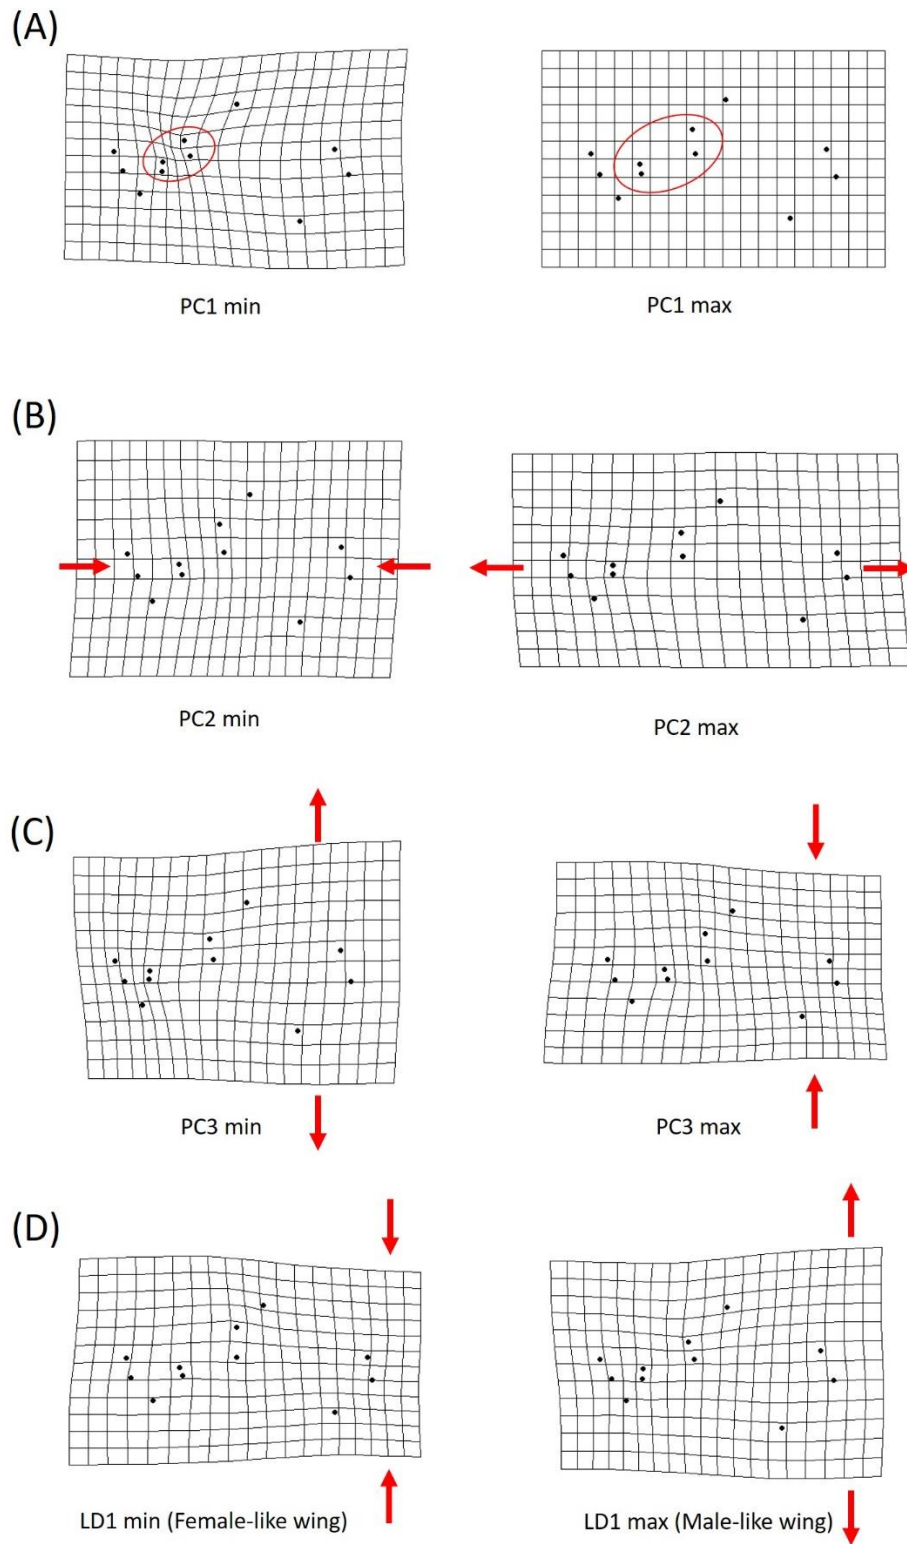 (A)
PC1 min
PC1 max
(B)
PC2 min
PC2 max
(C)
PC3 min
PC3 max
(D)
LD1 min (Female-like wing)
LD1 max (Male-like wing)